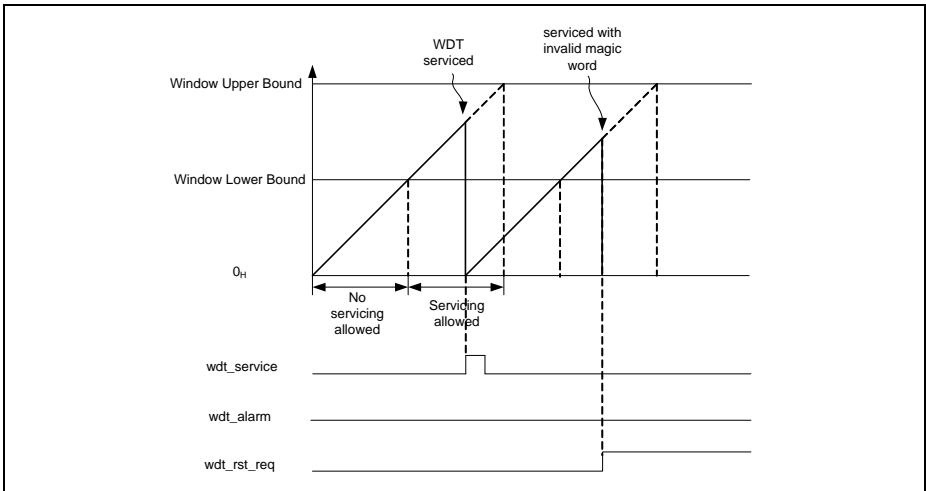 WDT
serviced
serviced with
invalid magic
word
Window Upper Bound
Window Lower Bound
0H
No
servicing
allowed
Servicing
allowed
wdt_service
wdt_alarm
wdt_rst_req